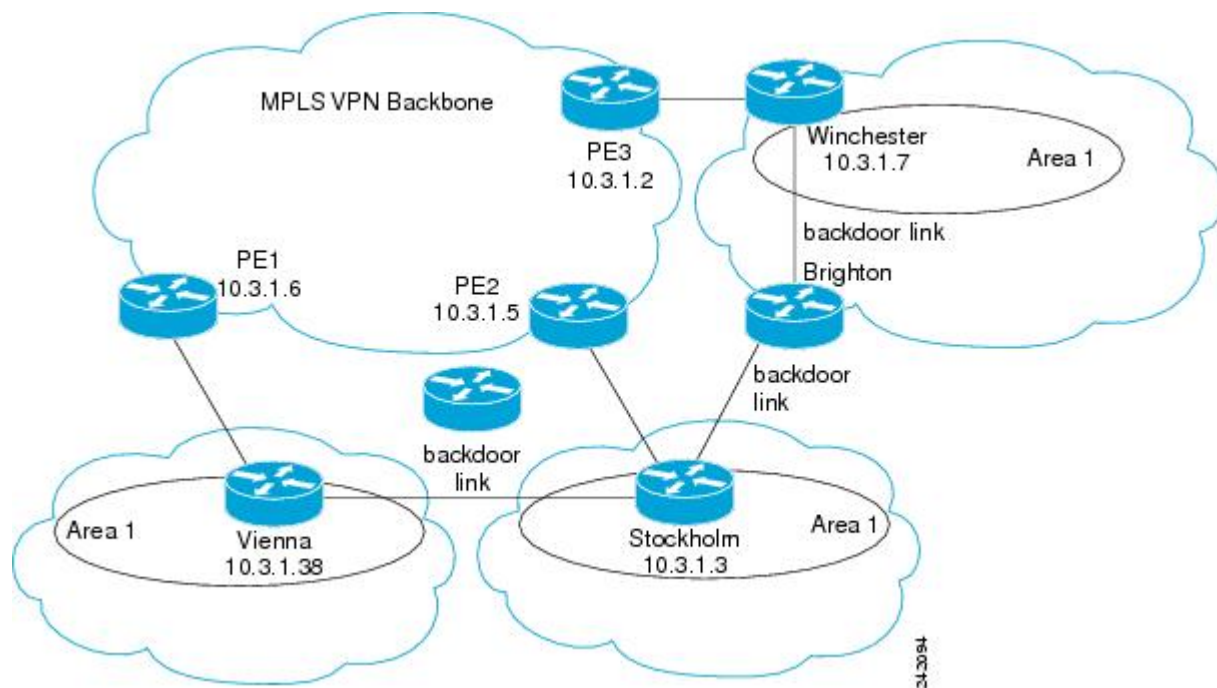 MPLS VPN Backbone
PE3
10.3.1.2
Winchester
10.3.1.7
Area 1
backdoor link
Brighton
PE1
10.3.1.6
PE2
10.3.1.5
backdoor
link
backdoor
link
Area 1
Vienna
10.3.1.38
Stockholm
10.3.1.3
Area 1
243094